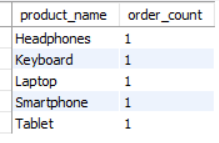 product_name order_count
Headphones 1
Keyboard 1
Laptop 1
Smartphone 1
Tablet 1